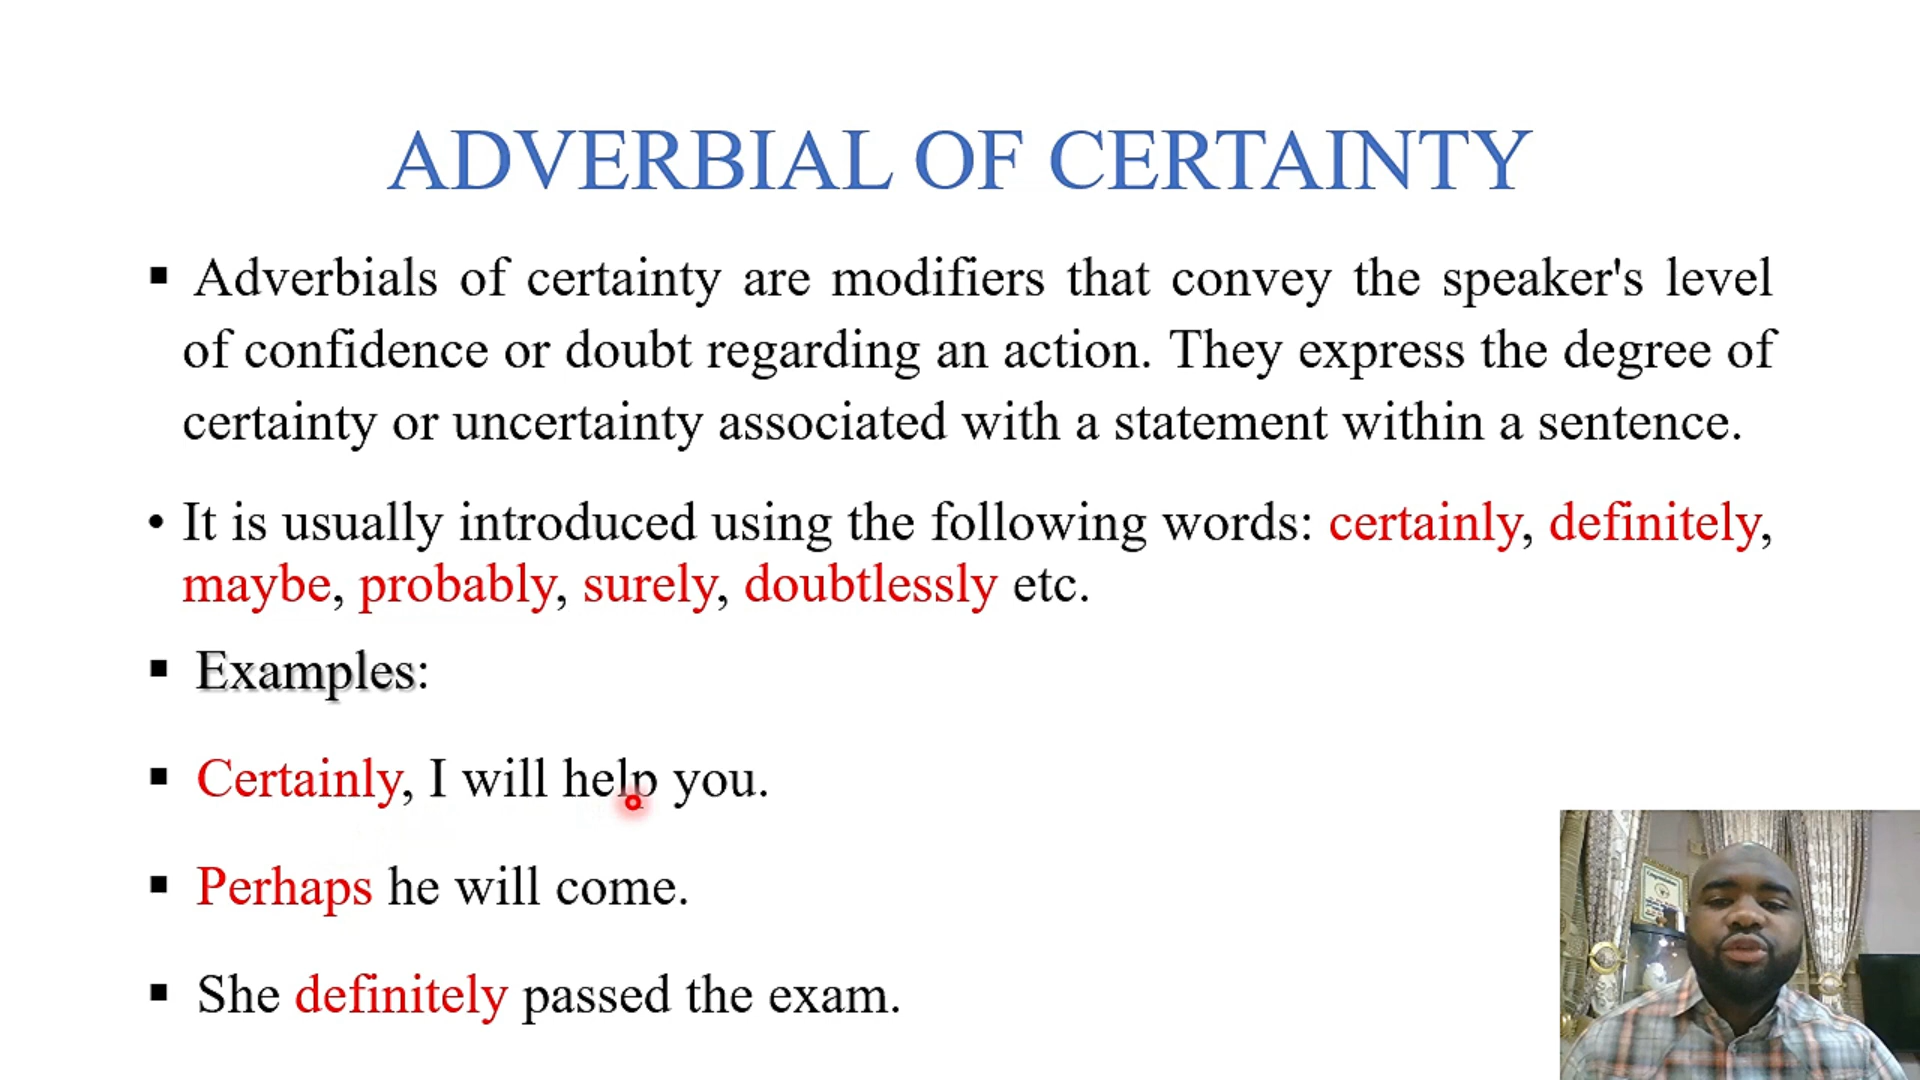 ADVERBIAL OF CERTAINTY
▪ Adverbials of certainty are modifiers that convey the speaker's level
of confidence or doubt regarding an action. They express the degree of
certainty or uncertainty associated with a statement within a sentence.
• It is usually introduced using the following words: certainly, definitely,
maybe, probably, surely, doubtlessly etc.
▪ Examples:
▪ Certainly, I will help you.
▪ Perhaps he will come.
▪ She definitely passed the exam.